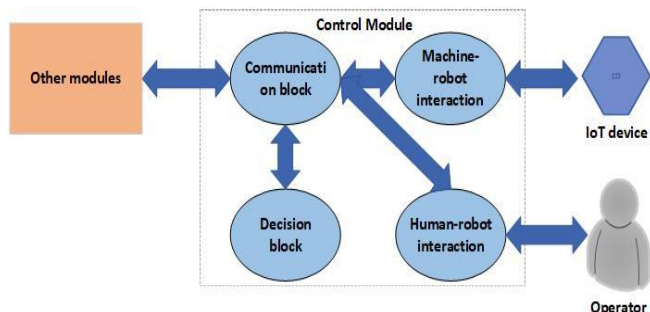 Control Module
Other modules
Communicati
on block
Machine-
robot
interaction
IoT device
Decision
block
Human-robot
interaction
Operator